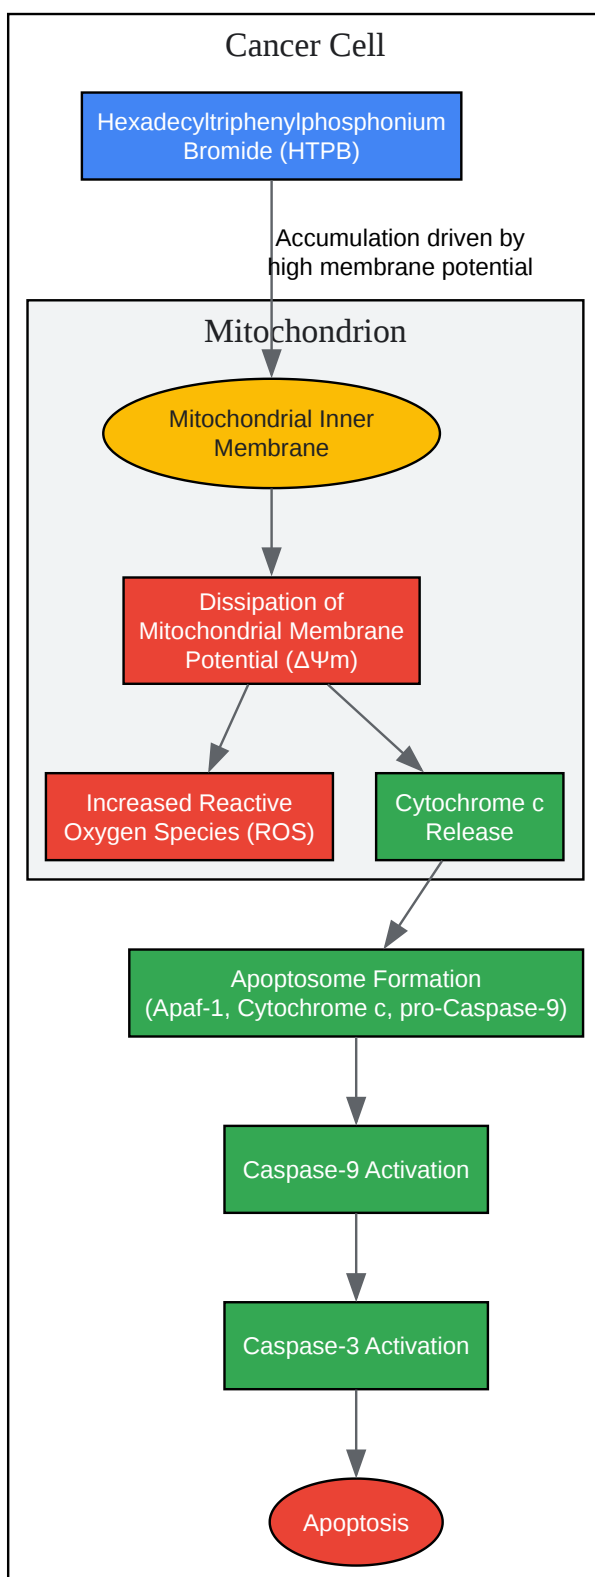 Cancer Cell
Hexadecyltriphenylphosphonium
Bromide (HTPB)
Accumulation driven by
high membrane potential
Mitochondrion
Mitochondrial Inner
Membrane
Dissipation of
Mitochondrial Membrane
Potential (ΔΨm)
Increased Reactive
Oxygen Species (ROS)
Cytochrome c
Release
Apoptosome Formation
(Apaf-1, Cytochrome c, pro-Caspase-9)
Caspase-9 Activation
Caspase-3 Activation
Apoptosis